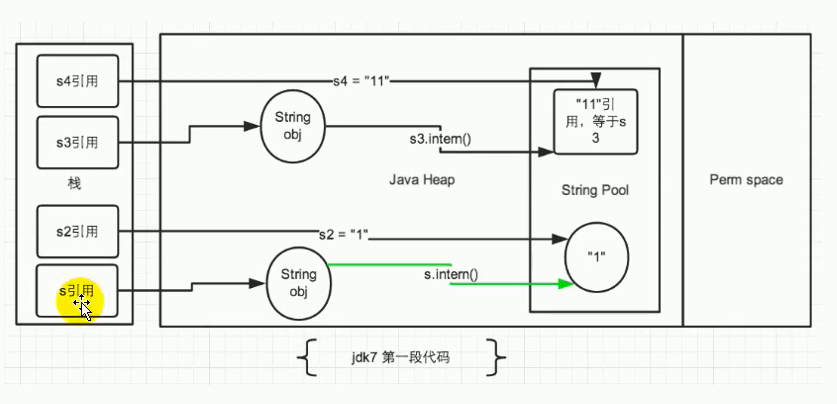 s4引用
s4 = "11"
"11"引
用，等于s
3
String
obj
s3引用
s3.intern()
栈
Java Heap
String Pool
Perm space
s2引用
s2 = "1"
"1"
String
obj
s.intern()
s引用
jdk7 第一段代码